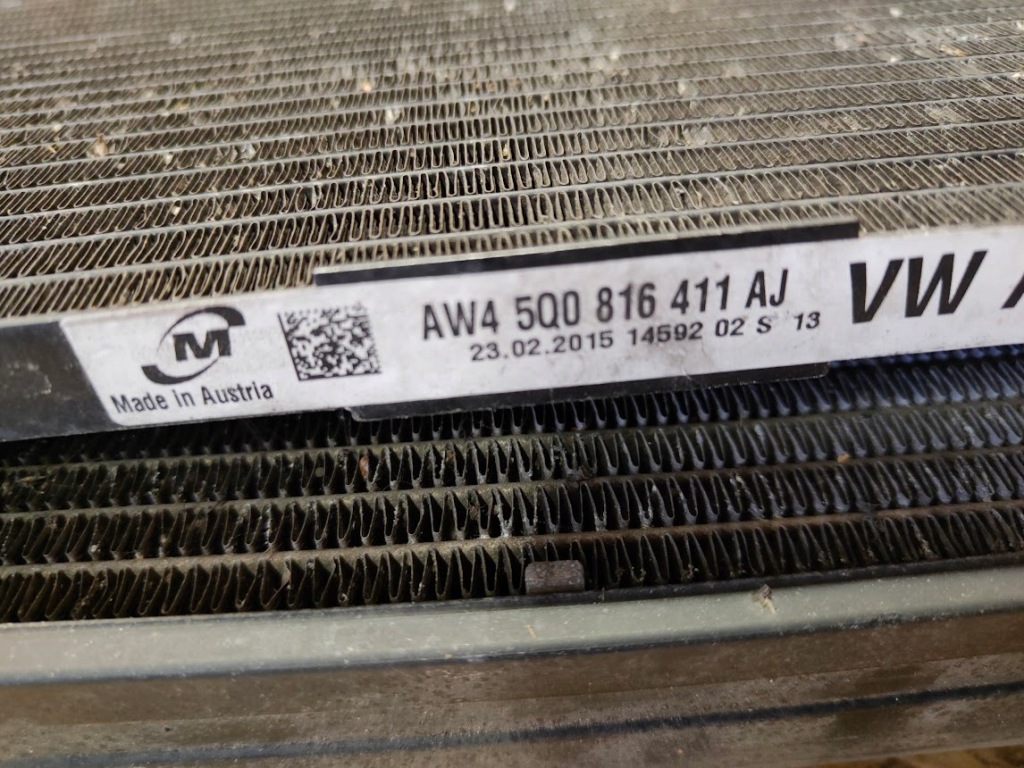 M
Made in Austria
AW4 5Q0 816 411 AJ
23.02.2015 14592 02 S 13
VW